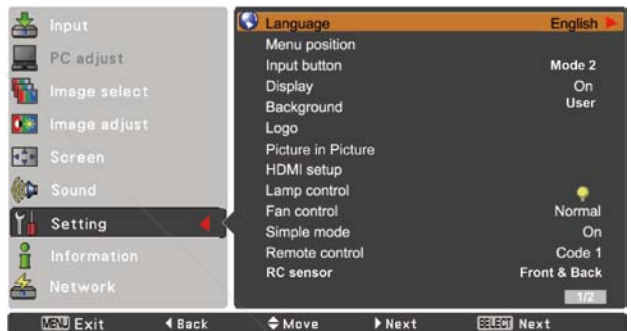 Input
PC adjust
Image select
Image adjust
Screen
Sound
Setting
Information
Network
Language English
Menu position
Input button Mode 2
Display On
Background User
Logo
Picture in Picture
HDMI setup
Lamp control
Fan control Normal
Simple mode On
Remote control Code 1
RC sensor Front & Back
1/2
MENU Exit Back Move Next SELECT Next